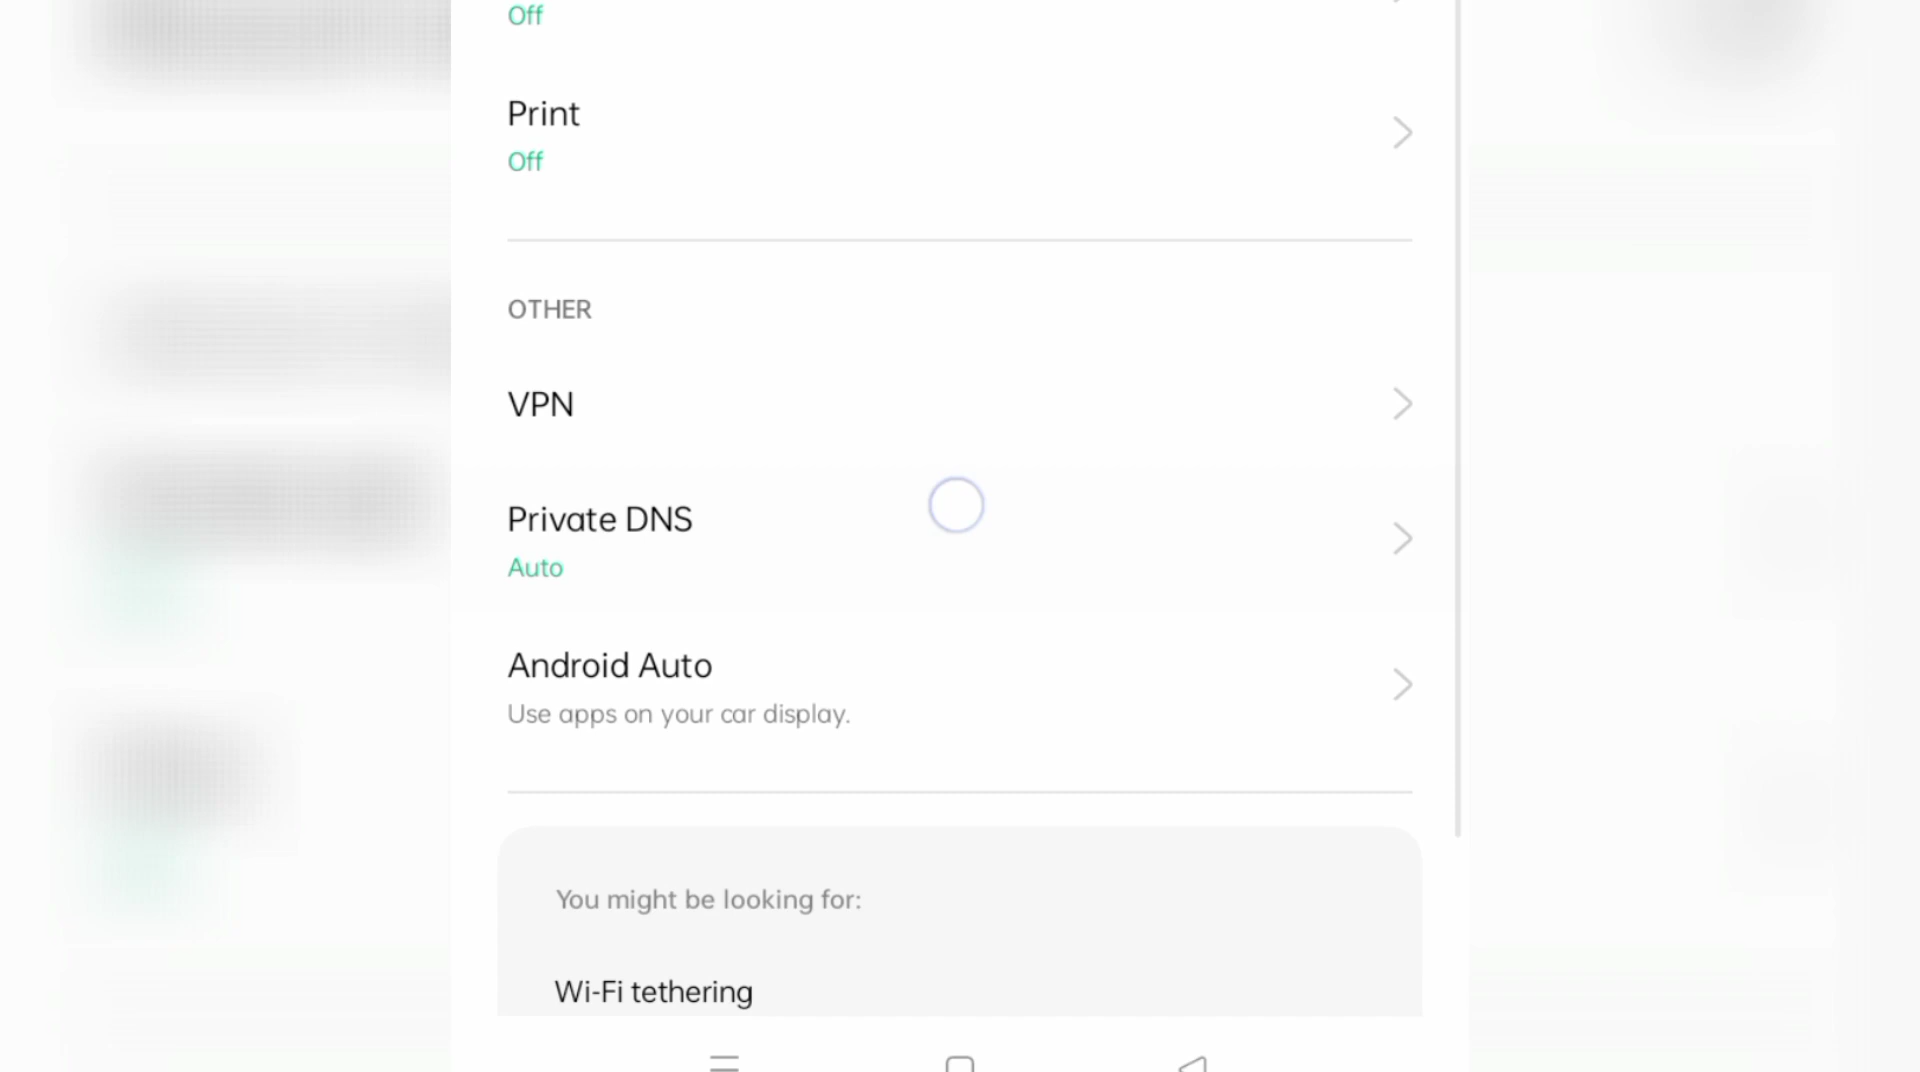 Off
Print
Off
OTHER
VPN
Private DNS
Auto
Android Auto
Use apps on your car display.
You might be looking for:
Wi-Fi tethering